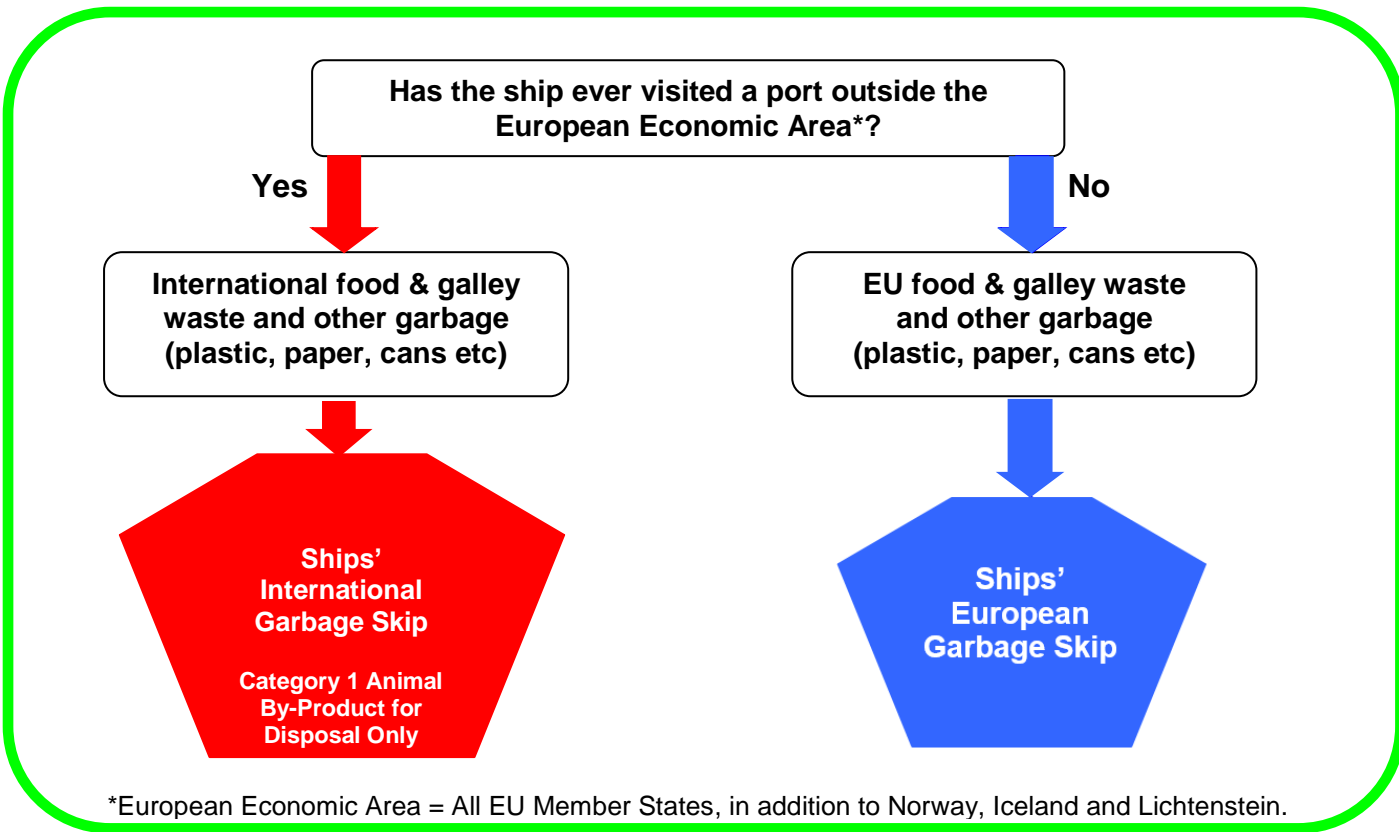 Has the ship ever visited a port outside the
European Economic Area*?
Yes
No
International food & galley
waste and other garbage
(plastic, paper, cans etc)
EU food & galley waste
and other garbage
(plastic, paper, cans etc)
Ships’
International
Garbage Skip
Category 1 Animal
By-Product for
Disposal Only
Ships’
European
Garbage Skip
*European Economic Area = All EU Member States, in addition to Norway, Iceland and Lichtenstein.